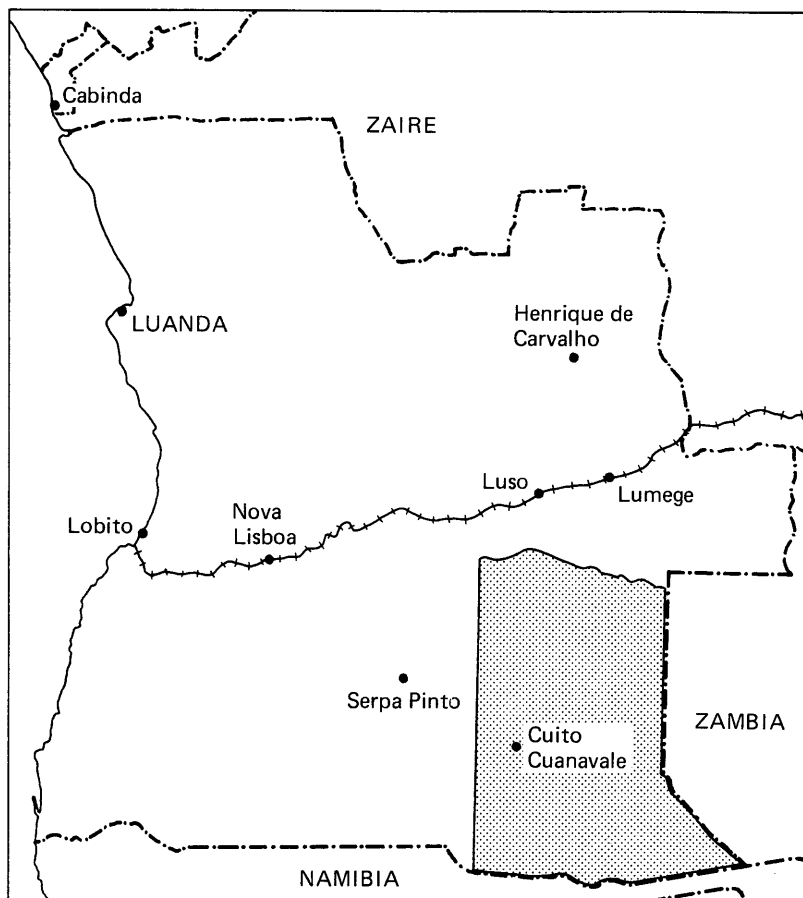 Cabinda
ZAIRE
LUANDA
Henrique de
Carvalho
Luso
Lumege
Lobito
Nova
Lisboa
Serpa Pinto
Cuito
Cuanavale
ZAMBIA
NAMIBIA